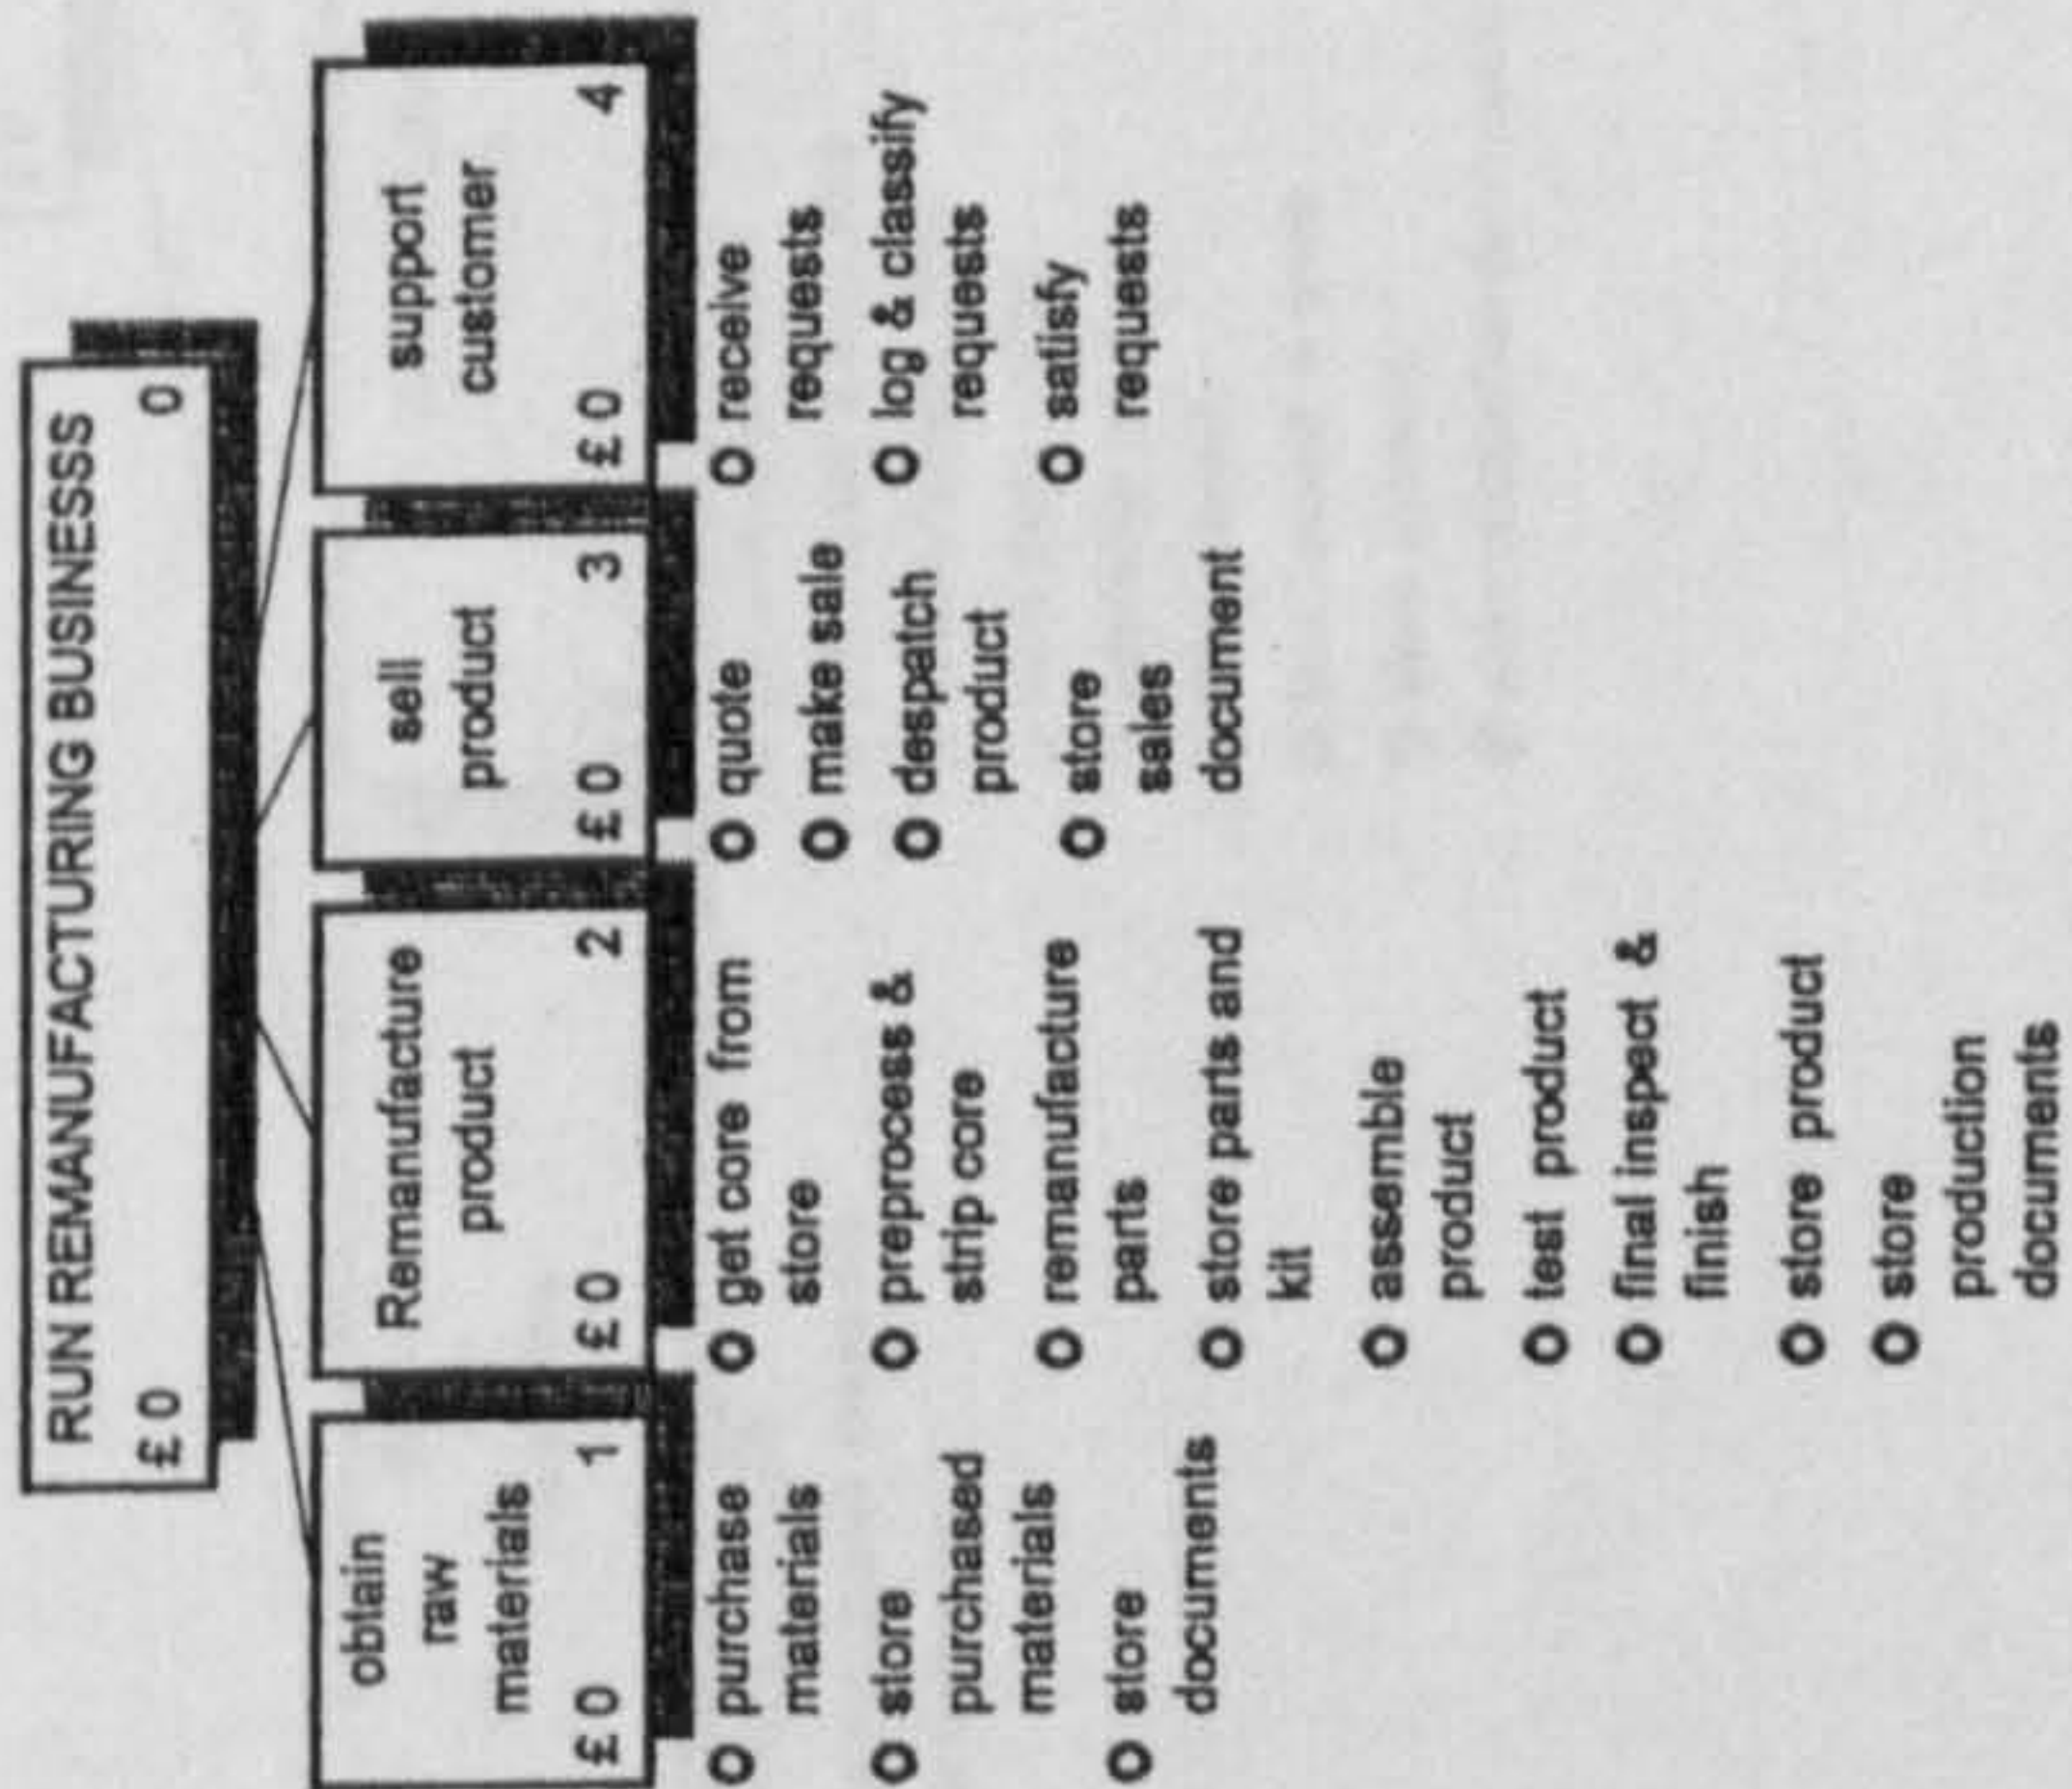 RUN REMANUFACTURING BUSINESSS
£ 0 0
obtain
raw
materials
£ 0 1
purchase
materials
store
purchased
materials
store
documents
Remanufacture
product
£ 0 2
get core from
store
preprocess &
strip core
remanufacture
parts
store parts and
kit
assemble
product
test product
final inspect &
finish
store product
store
production
documents
sell
product
£ 0 3
quote
make sale
despatch
product
store
sales
document
support
customer
£ 0 4
receive
requests
log & classify
requests
satisfy
requests